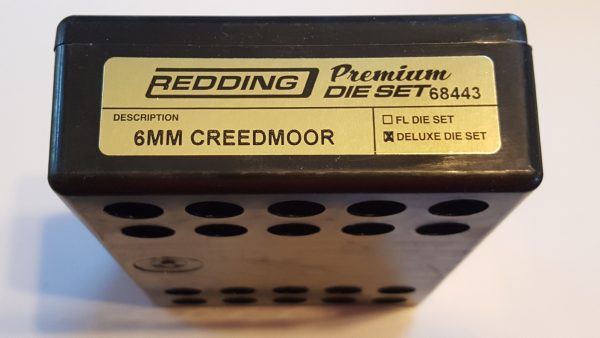 REDDING Premium
DIE SET 68443
DESCRIPTION
6MM CREEDMOOR
☐ FL DIE SET
☒ DELUXE DIE SET